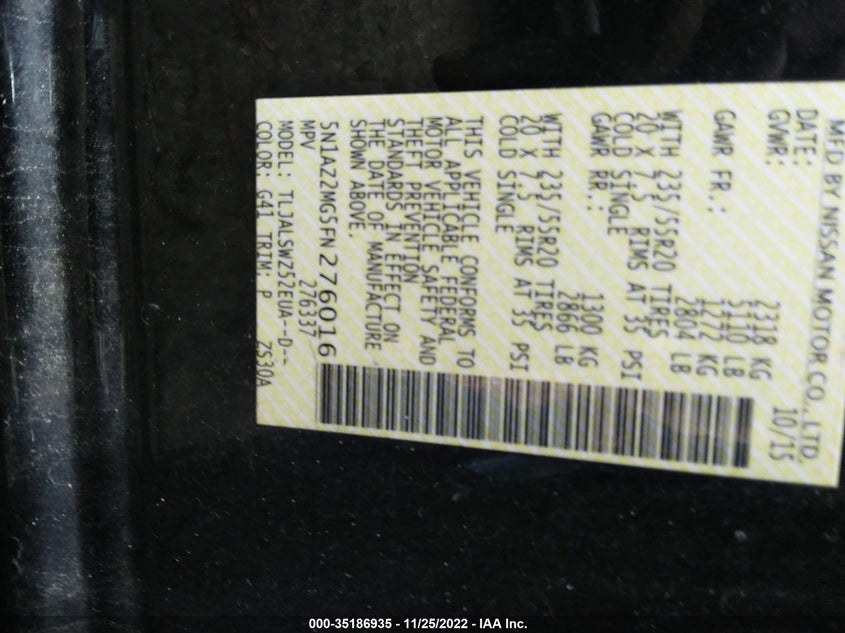 MFD BY NISSAN MOTOR CO., LTD.
DATE: 10/15
GVWR: 2318 KG
5110 LB
GAWR FR.: 1272 KG
2804 LB
WITH 235/55R20 TIRES
20 X 7.5 RIMS AT 35 PSI
COLD SINGLE
GAWR RR.: 1300 KG
2866 LB
WITH 235/55R20 TIRES
20 X 7.5 RIMS AT 35 PSI
COLD SINGLE
THIS VEHICLE CONFORMS TO
ALL APPLICABLE FEDERAL
MOTOR VEHICLE SAFETY AND
THEFT PREVENTION
STANDARDS IN EFFECT ON
THE DATE OF MANUFACTURE
SHOWN ABOVE.
5N1AZ2MG5FN276016
MPV 276337
MODEL: TLJALSWZ52EUA--D--
COLOR: G41 TRIM: P ZS30A
000-35186935 - 11/25/2022 - IAA Inc.